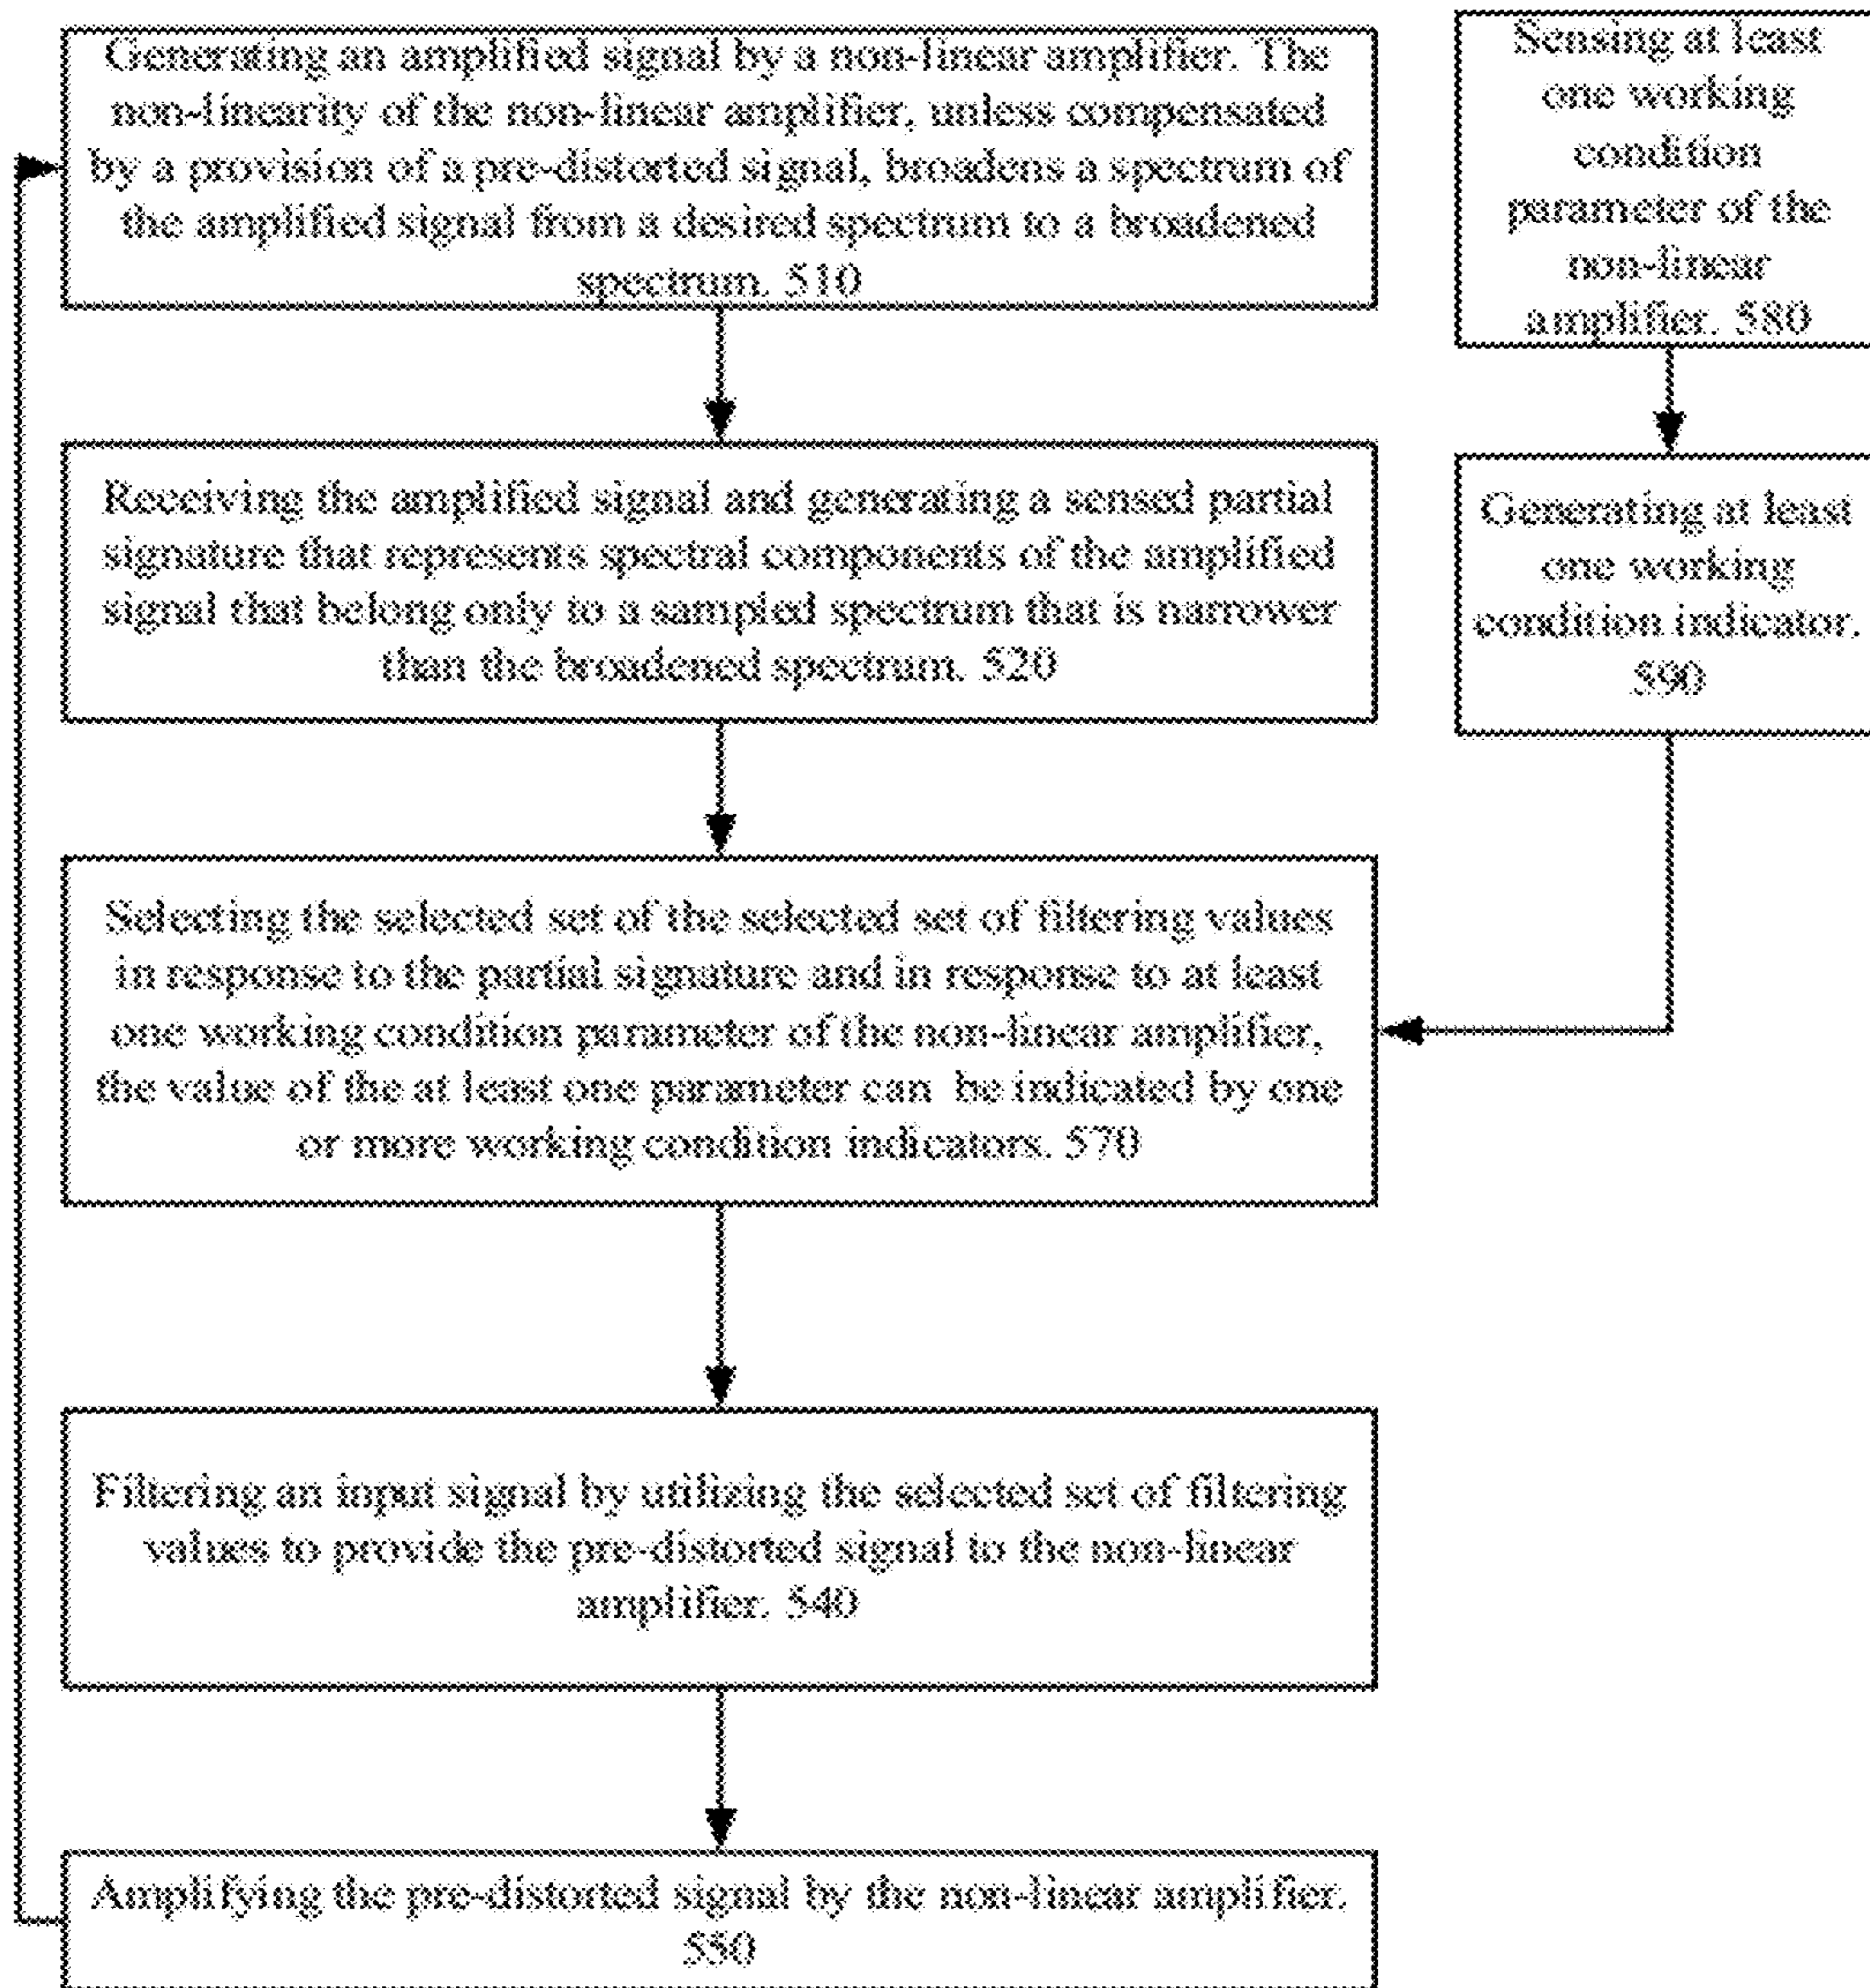 Generating an amplified signal by a non-linear amplifier. The
non-linearity of the non-linear amplifier, unless compensated
by a provision of a pre-distorted signal, broadens a spectrum of
the amplified signal from a desired spectrum to a broadened
spectrum. 510
Sensing at least
one working
condition
parameter of the
non-linear
amplifier. 580
Receiving the amplified signal and generating a sensed partial
signature that represents spectral components of the amplified
signal that belong only to a sampled spectrum that is narrower
than the broadened spectrum. 520
Generating at least
one working
condition indicator.
590
Selecting the selected set of the selected set of filtering values
in response to the partial signature and in response to at least
one working condition parameter of the non-linear amplifier,
the value of the at least one parameter can be indicated by one
or more working condition indicators. 570
Filtering an input signal by utilizing the selected set of filtering
values to provide the pre-distorted signal to the non-linear
amplifier. 540
Amplifying the pre-distorted signal by the non-linear amplifier.
550